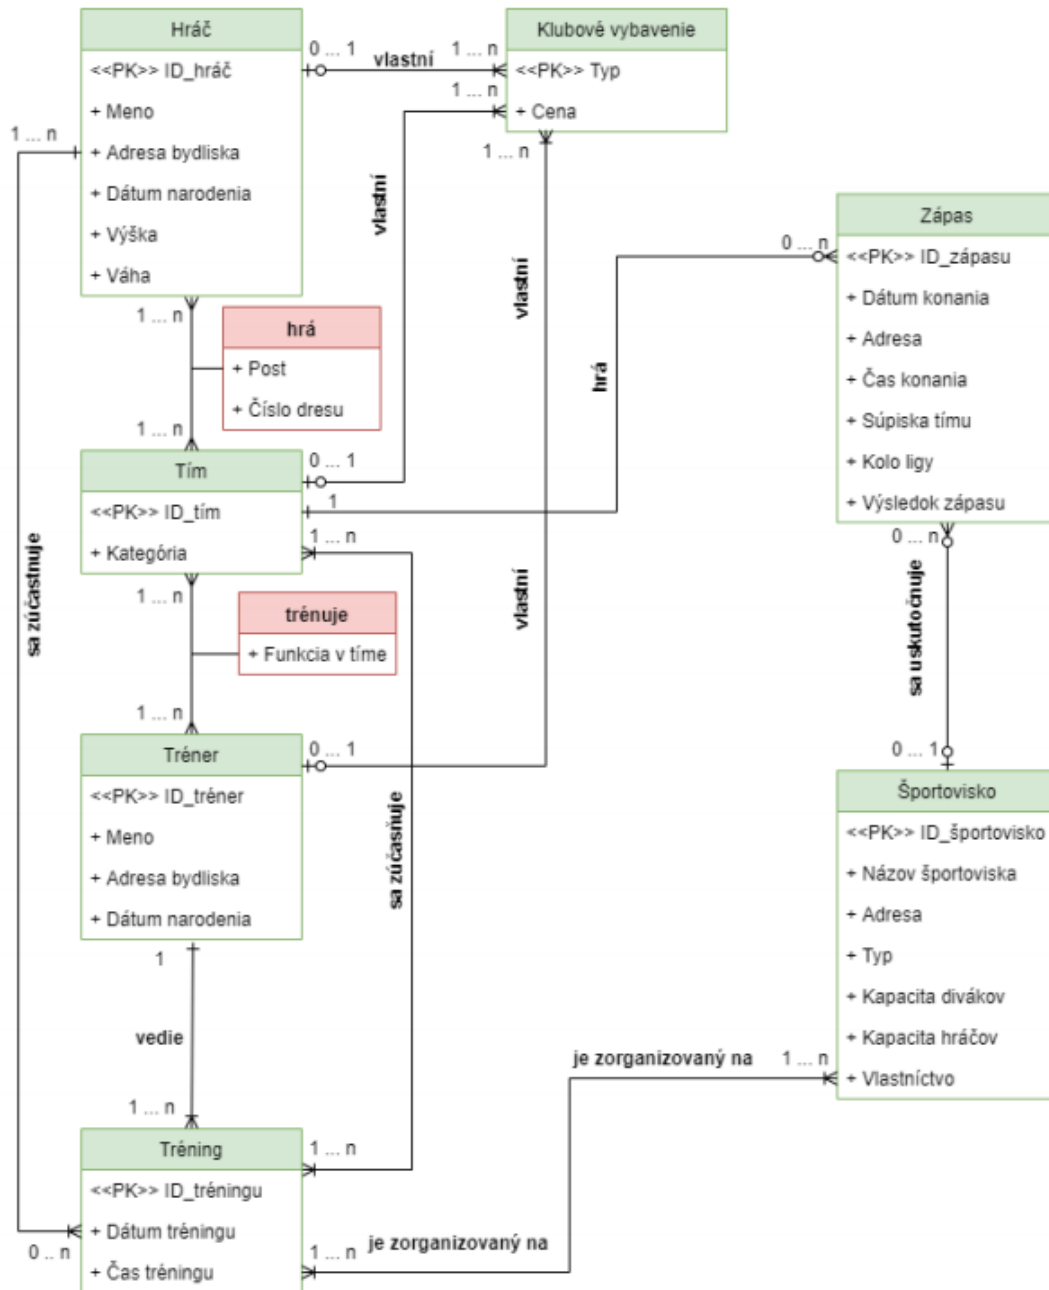 Hráč
<<PK>> ID_hráč
+ Meno
+ Adresa bydliska
+ Dátum narodenia
+ Výška
+ Váha
0 ... 1
vlastní
1 ... n
Klubové vybavenie
<<PK>> Typ
+ Cena
1 ... n
1 ... n
1 ... n
vlastní
vlastní
vlastní
1 ... n
hrá
+ Post
+ Číslo dresu
1 ... n
Tím
<<PK>> ID_tím
+ Kategória
0 ... 1
1
1 ... n
hrá
0 ... n
Zápas
<<PK>> ID_zápasu
+ Dátum konania
+ Adresa
+ Čas konania
+ Súpiska tímu
+ Kolo ligy
+ Výsledok zápasu
0 ... n
sa uskutočnuje
0 ... 1
sa zúčastnuje
1 ... n
trénuje
+ Funkcia v tíme
1 ... n
Tréner
<<PK>> ID_tréner
+ Meno
+ Adresa bydliska
+ Dátum narodenia
0 ... 1
sa zúčasňuje
1
vedie
1 ... n
Športovisko
<<PK>> ID_športovisko
+ Názov športoviska
+ Adresa
+ Typ
+ Kapacita divákov
+ Kapacita hráčov
+ Vlastníctvo
je zorganizovaný na
1 ... n
Tréning
<<PK>> ID_tréningu
+ Dátum tréningu
+ Čas tréningu
1 ... n
0 .. n
je zorganizovaný na
1 ... n